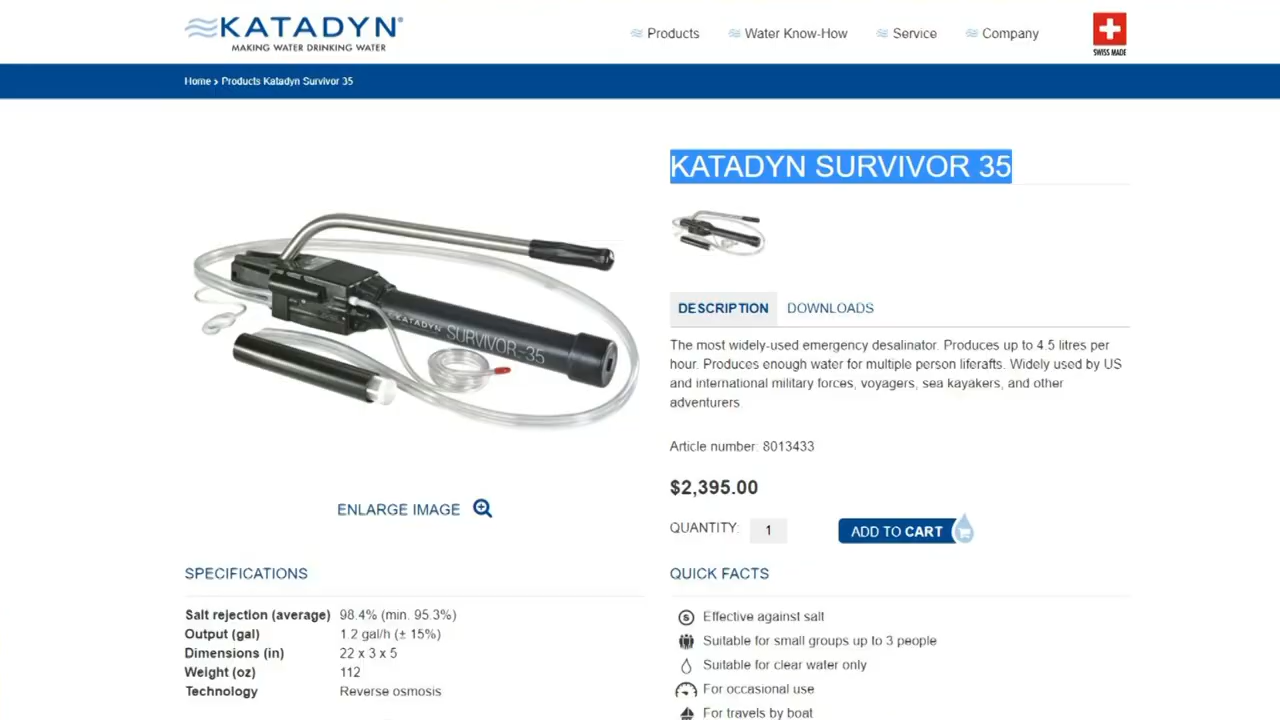 KATADYN®
MAKING WATER DRINKING WATER
Products
Water Know-How
Service
Company
SWISS MADE
Home › Products Katadyn Survivor 35
KATADYN SURVIVOR 35
KATADYN SURVIVOR-35
DESCRIPTION
DOWNLOADS
The most widely-used emergency desalinator. Produces up to 4.5 litres per
hour. Produces enough water for multiple person liferafts. Widely used by US
and international military forces, voyagers, sea kayakers, and other
adventurers.
Article number: 8013433
$2,395.00
QUANTITY: 1
ADD TO CART
ENLARGE IMAGE
SPECIFICATIONS
Salt rejection (average) 98.4% (min. 95.3%)
Output (gal) 1.2 gal/h (± 15%)
Dimensions (in) 22 x 3 x 5
Weight (oz) 112
Technology Reverse osmosis
QUICK FACTS
S Effective against salt
Suitable for small groups up to 3 people
Suitable for clear water only
For occasional use
For travels by boat